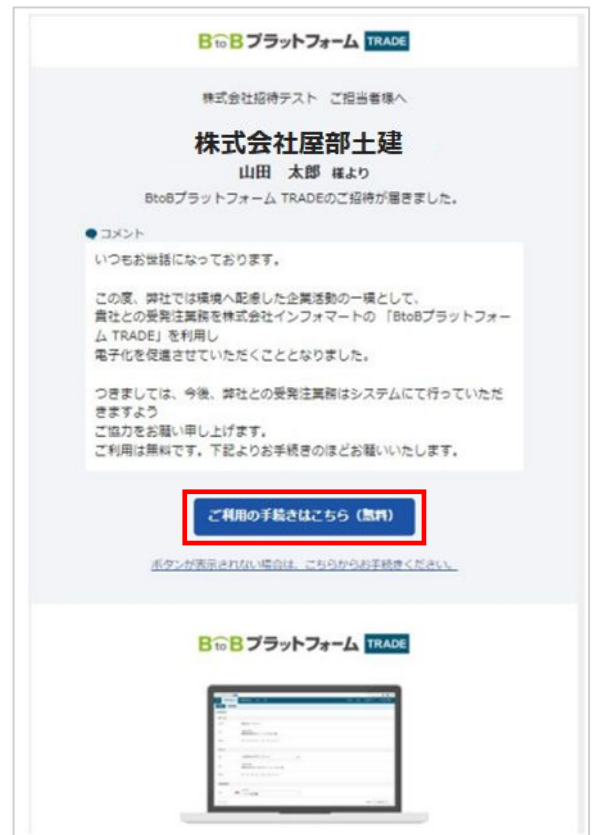 BtoBプラットフォーム TRADE
株式会社招待テスト ご担当者様へ
株式会社屋部土建
山田 太郎 様より
BtoBプラットフォーム TRADEのご招待が届きました。
コメント
いつもお世話になっております。
この度、弊社では環境へ配慮した企業活動の一環として、
貴社との受発注業務を株式会社インフォマートの 「BtoBプラットフォー
ム TRADE」を利用し
電子化を促進させていただくこととなりました。
つきましては、今後、弊社との受発注業務はシステムにて行っていただ
きますよう
ご協力をお願い申し上げます。
ご利用は無料です。下記よりお手続きのほどお願いいたします。
ご利用の手続きはこちら（無料）
ボタンが表示されない場合は、こちらからお手続きください。
BtoBプラットフォーム TRADE